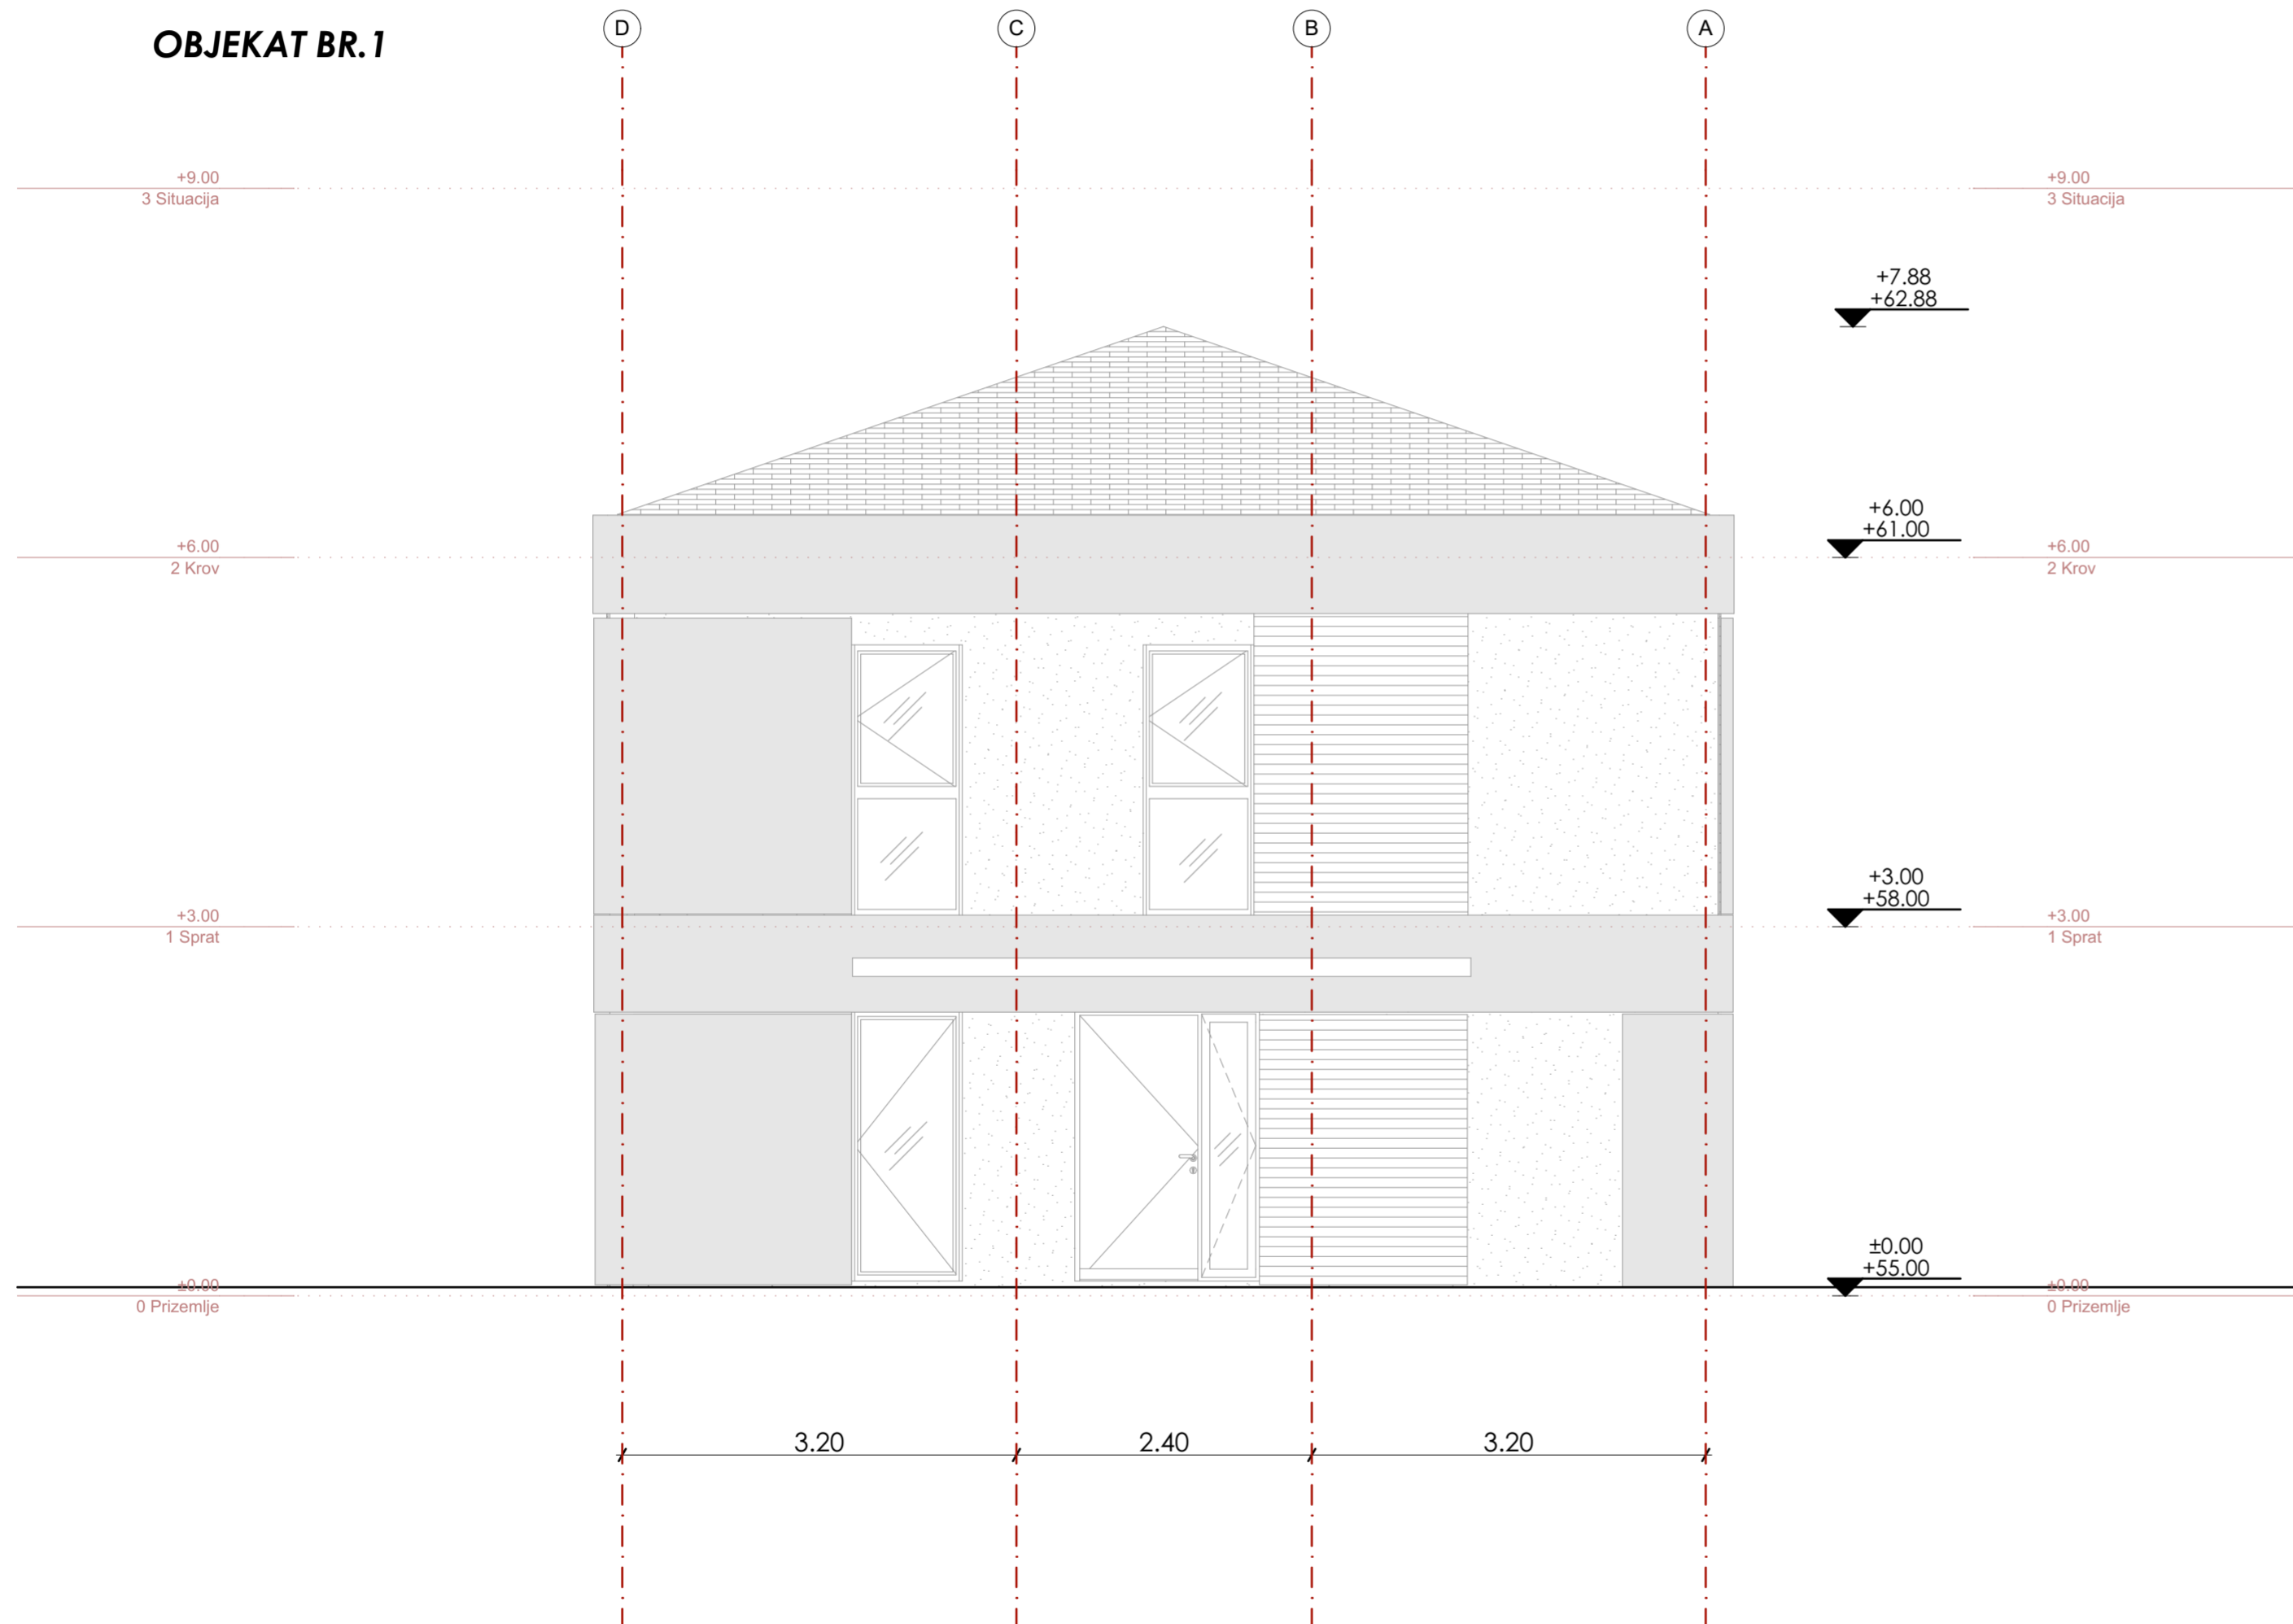 D
C
B
A
OBJEKAT BR.1
+9.00
3 Situacija
+9.00
3 Situacija
+7.88
+62.88
+6.00
2 Krov
+6.00
+61.00
+6.00
2 Krov
+3.00
1 Sprat
+3.00
+58.00
+3.00
1 Sprat
±0.00
0 Prizemlje
±0.00
+55.00
±0.00
0 Prizemlje
3.20
2.40
3.20